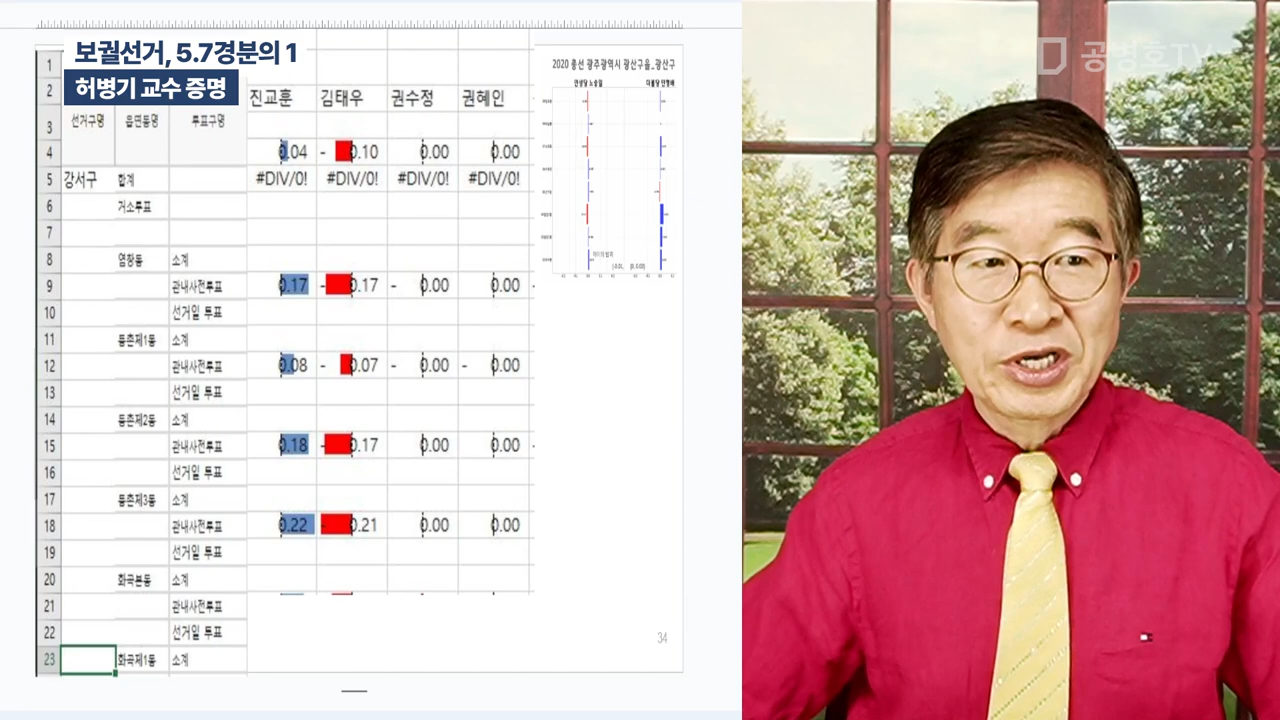 보궐선거, 5.7경분의 1
허병기 교수 증명
공병호TV
2020 총선 광주광역시 광산구을_광산구
민생당 노승일 더불당 민형배
1
2 진교훈 김태우 권수정 권혜인
3 선거구명 읍면동명 투표구명
4 0.04 - 0.10 0.00 0.00
5 강서구 합계 #DIV/0! #DIV/0! #DIV/0! #DIV/0!
6 거소투표
7
8 염창동 소계
9 관내사전투표 0.17 - 0.17 - 0.00 0.00 -
10 선거일 투표
11 등촌제1동 소계
12 관내사전투표 0.08 - 0.07 - 0.00 - 0.00
13 선거일 투표
14 등촌제2동 소계
15 관내사전투표 0.18 - 0.17 0.00 0.00 -
16 선거일 투표
17 등촌제3동 소계
18 관내사전투표 0.22 - 0.21 0.00 0.00
19 선거일 투표
20 화곡본동 소계
21 관내사전투표
22 선거일 투표
23 화곡제1동 소계
34